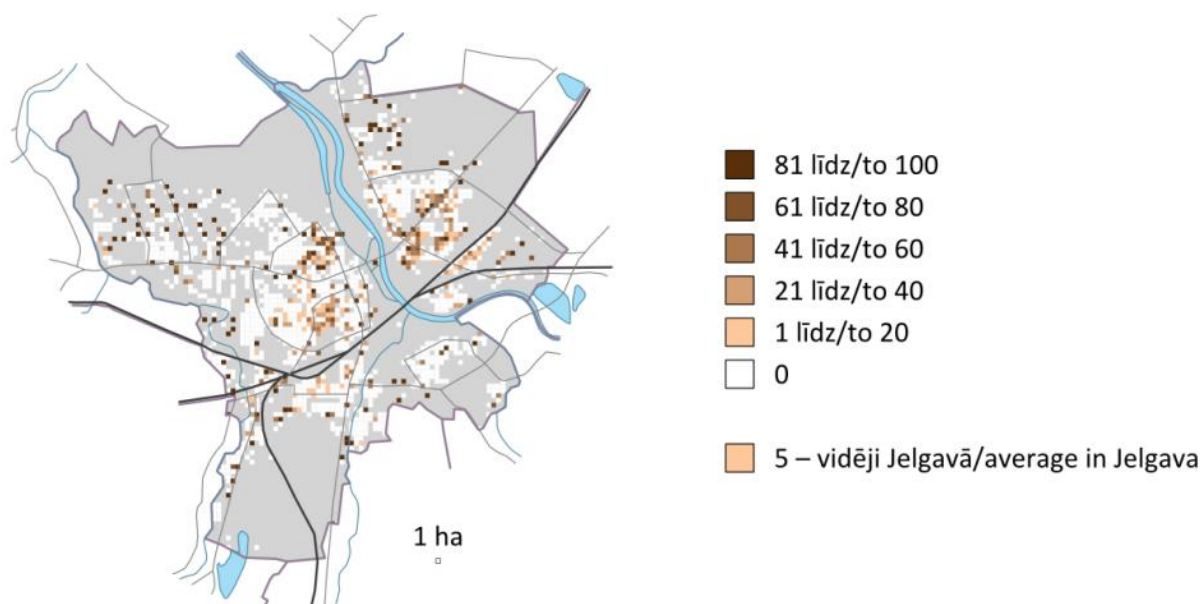 81 līdz/to 100
61 līdz/to 80
41 līdz/to 60
21 līdz/to 40
1 līdz/to 20
0
5 – vidēji Jelgavā/average in Jelgava
1 ha